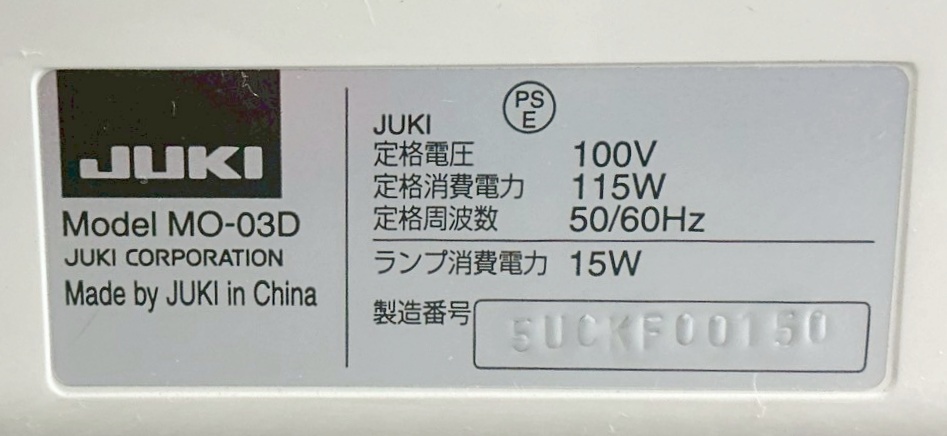 JUKI
Model MO-03D
JUKI CORPORATION
Made by JUKI in China
PS
E
JUKI
定格電圧 100V
定格消費電力 115W
定格周波数 50/60Hz
ランプ消費電力 15W
製造番号 5UCKF00150